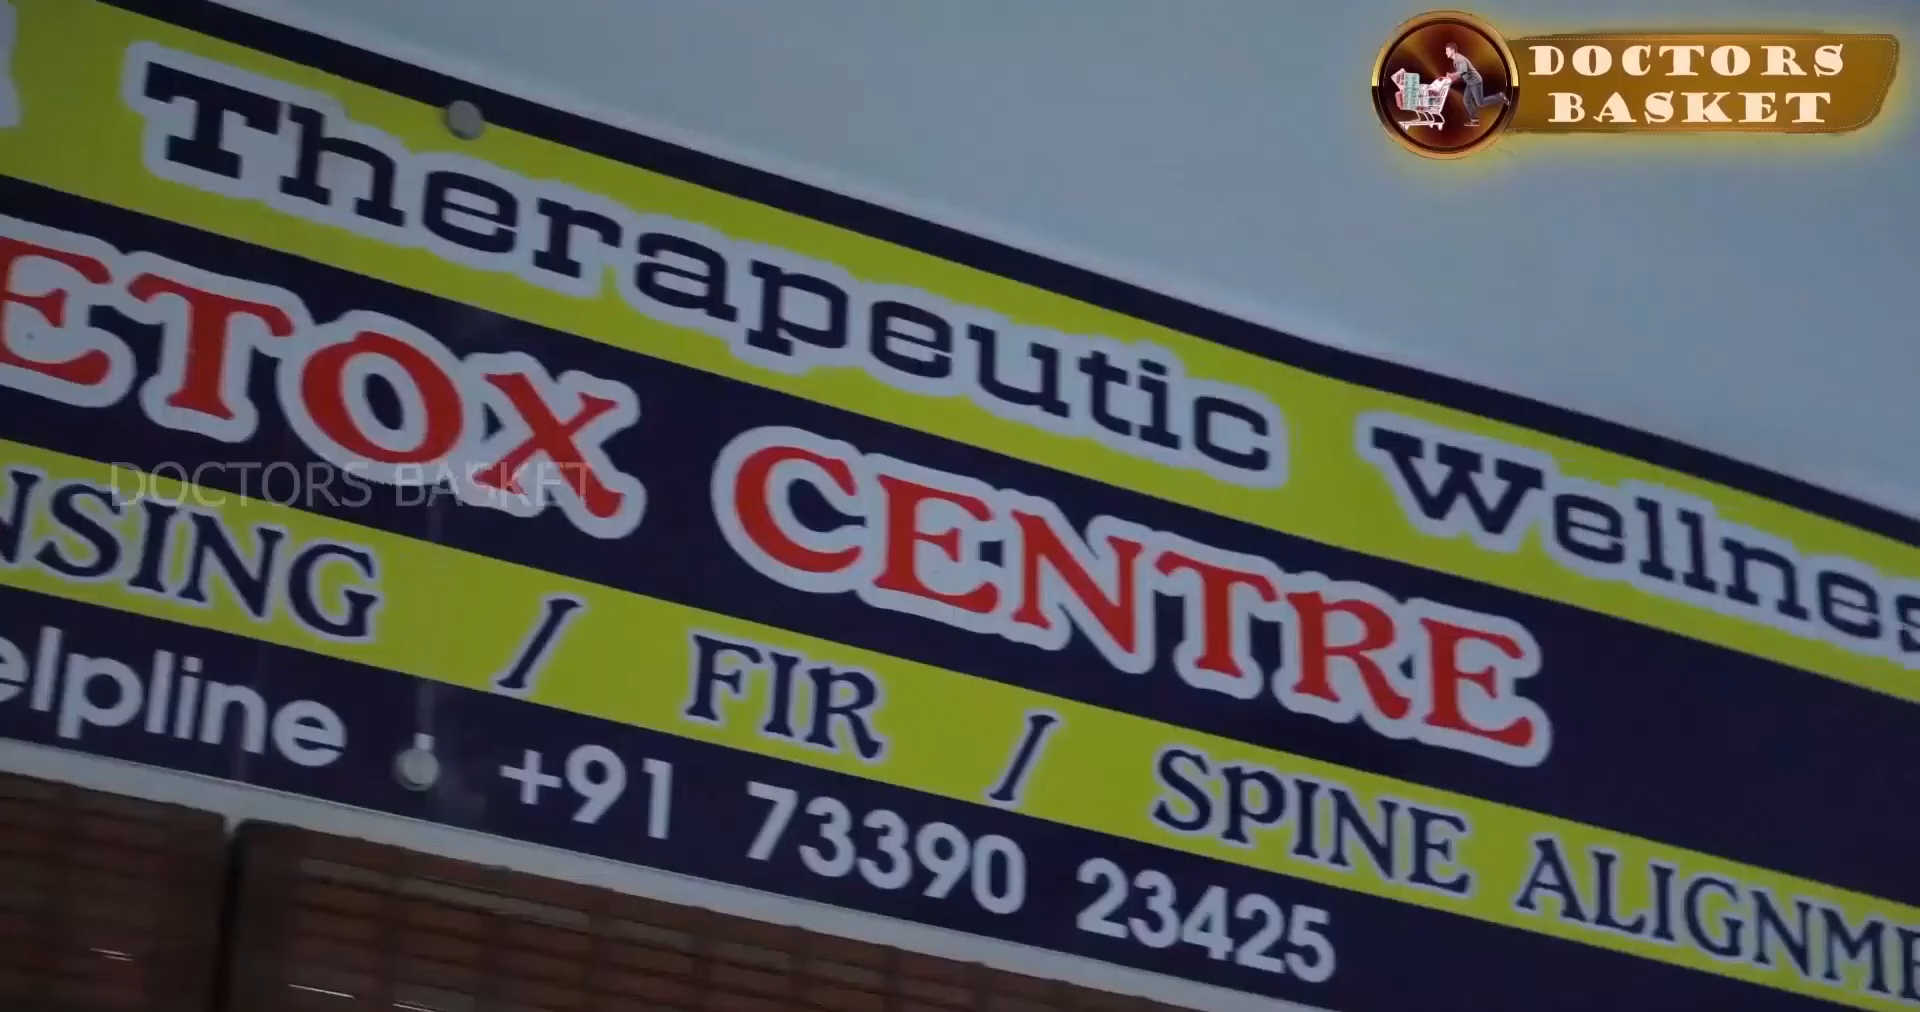 DOCTORS
BASKET
Therapeutic Wellnes
ETOX CENTRE
DOCTORS BASKET
NSING / FIR / SPINE ALIGNME
elpline : +91 73390 23425